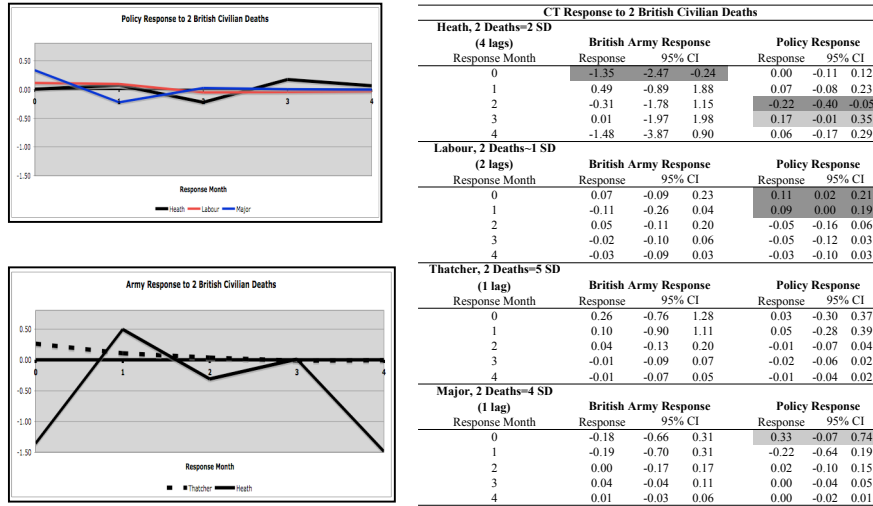 Policy Response to 2 British Civilian Deaths
0.50
0.00
-0.50
-1.00
-1.50
0 1 2 3 4
Response Month
Heath Labour Major
Army Response to 2 British Civilian Deaths
0.50
0.00
-0.50
-1.00
-1.50
0 1 2 3 4
Response Month
Thatcher Heath
CT Response to 2 British Civilian Deaths
Heath, 2 Deaths=2 SD
(4 lags) British Army Response Policy Response
Response Month Response 95% CI Response 95% CI
0 -1.35 -2.47 -0.24 0.00 -0.11 0.12
1 0.49 -0.89 1.88 0.07 -0.08 0.23
2 -0.31 -1.78 1.15 -0.22 -0.40 -0.05
3 0.01 -1.97 1.98 0.17 -0.01 0.35
4 -1.48 -3.87 0.90 0.06 -0.17 0.29
Labour, 2 Deaths~1 SD
(2 lags) British Army Response Policy Response
Response Month Response 95% CI Response 95% CI
0 0.07 -0.09 0.23 0.11 0.02 0.21
1 -0.11 -0.26 0.04 0.09 0.00 0.19
2 0.05 -0.11 0.20 -0.05 -0.16 0.06
3 -0.02 -0.10 0.06 -0.05 -0.12 0.03
4 -0.03 -0.09 0.03 -0.03 -0.10 0.03
Thatcher, 2 Deaths=5 SD
(1 lag) British Army Response Policy Response
Response Month Response 95% CI Response 95% CI
0 0.26 -0.76 1.28 0.03 -0.30 0.37
1 0.10 -0.90 1.11 0.05 -0.28 0.39
2 0.04 -0.13 0.20 -0.01 -0.07 0.04
3 -0.01 -0.09 0.07 -0.02 -0.06 0.02
4 -0.01 -0.07 0.05 -0.01 -0.04 0.02
Major, 2 Deaths=4 SD
(1 lag) British Army Response Policy Response
Response Month Response 95% CI Response 95% CI
0 -0.18 -0.66 0.31 0.33 -0.07 0.74
1 -0.19 -0.70 0.31 -0.22 -0.64 0.19
2 0.00 -0.17 0.17 0.02 -0.10 0.15
3 0.04 -0.04 0.11 0.00 -0.04 0.05
4 0.01 -0.03 0.06 0.00 -0.02 0.01